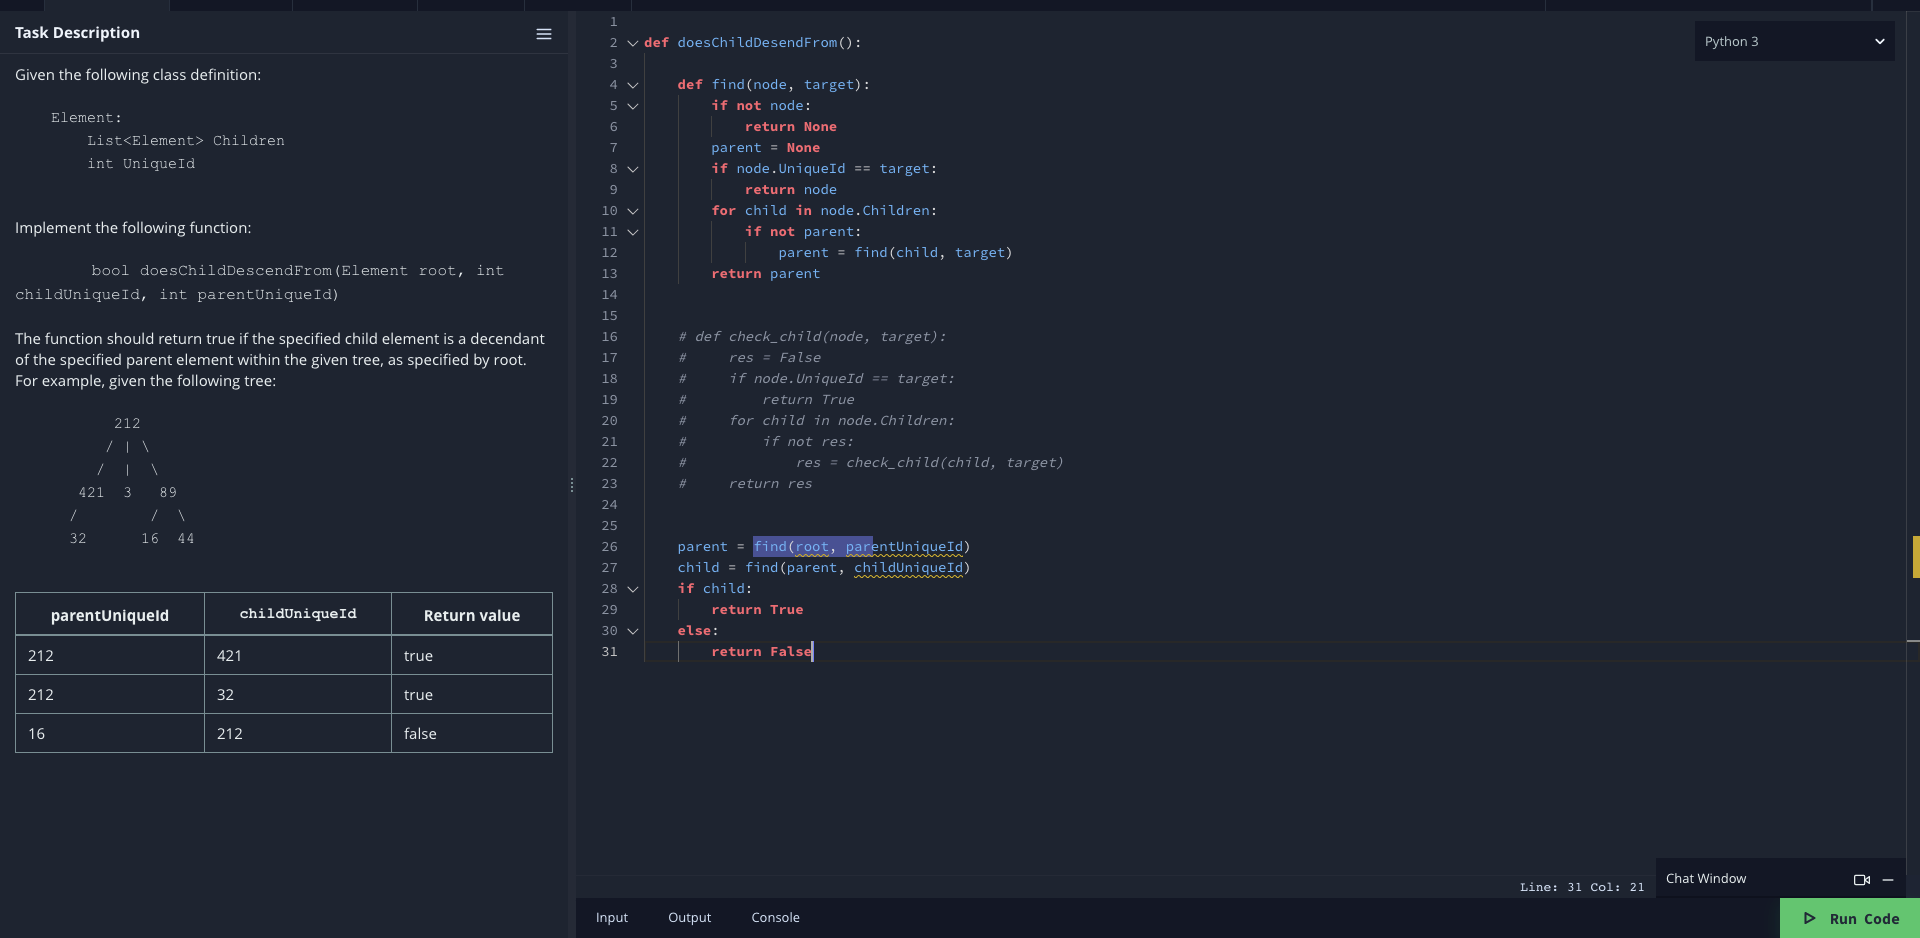 Task Description
Given the following class definition:
Element:
List<Element> Children
int UniqueId
Implement the following function:
bool doesChildDescendFrom(Element root, int
childUniqueId, int parentUniqueId)
The function should return true if the specified child element is a decendant
of the specified parent element within the given tree, as specified by root.
For example, given the following tree:
212
/ | \
/ | \
421 3 89
/ / \
32 16 44
parentUniqueId childUniqueId Return value
212 421 true
212 32 true
16 212 false
Python 3
1
2 def doesChildDesendFrom():
3
4 def find(node, target):
5 if not node:
6 return None
7 parent = None
8 if node.UniqueId == target:
9 return node
10 for child in node.Children:
11 if not parent:
12 parent = find(child, target)
13 return parent
14
15
16 # def check_child(node, target):
17 # res = False
18 # if node.UniqueId == target:
19 # return True
20 # for child in node.Children:
21 # if not res:
22 # res = check_child(child, target)
23 # return res
24
25
26 parent = find(root, parentUniqueId)
27 child = find(parent, childUniqueId)
28 if child:
29 return True
30 else:
31 return False
Line: 31 Col: 21
Chat Window
Input Output Console
Run Code